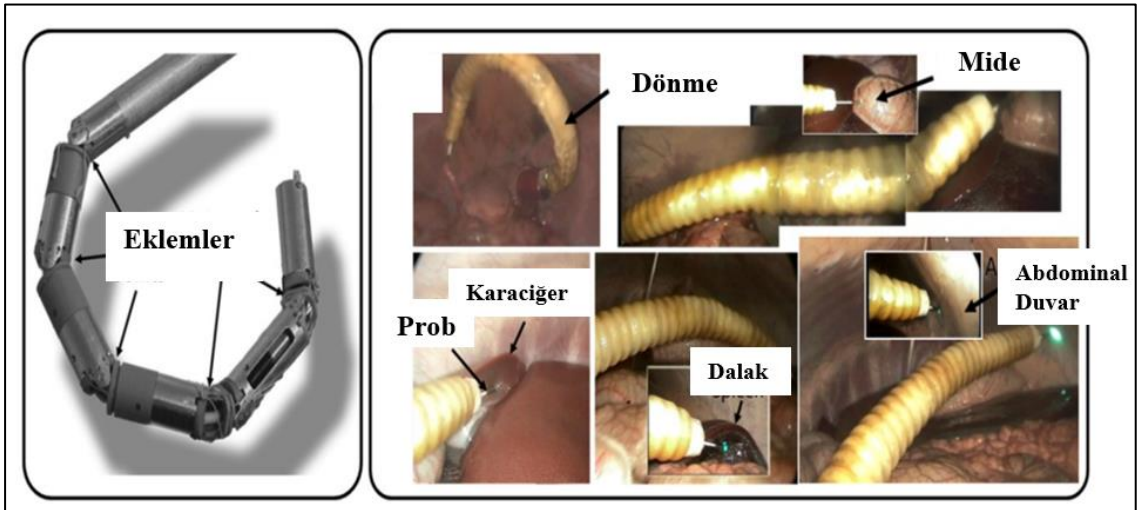 Eklemler
Dönme
Mide
Karaciğer
Prob
Dalak
Abdominal
Duvar